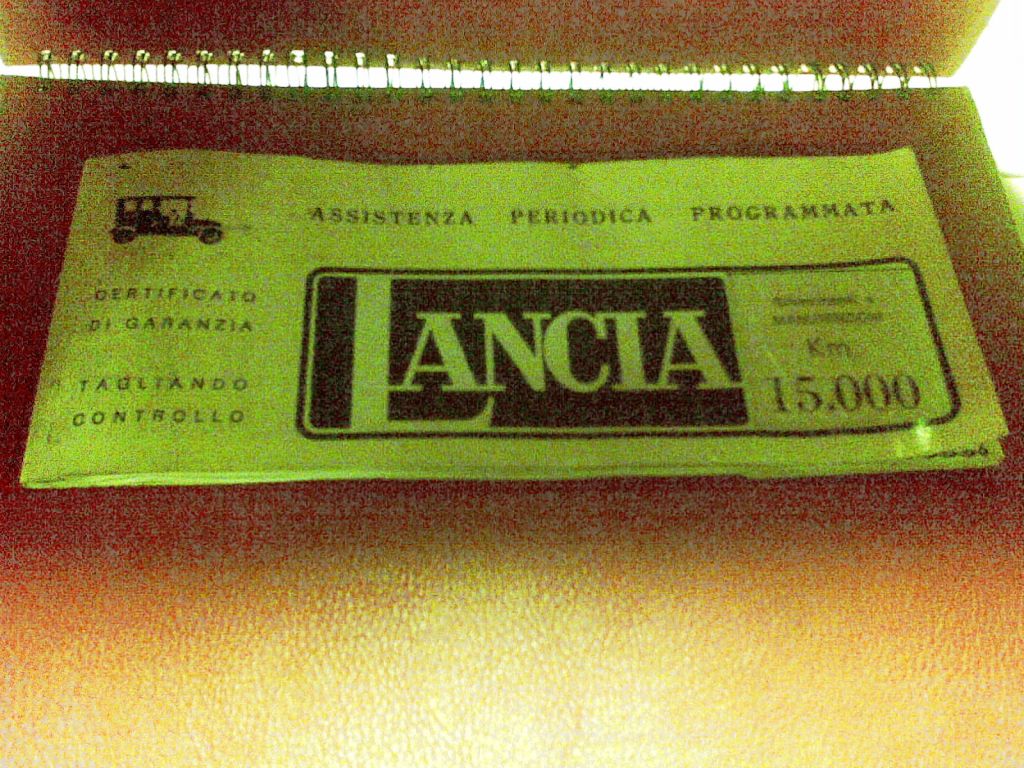 ASSISTENZA PERIODICA PROGRAMMATA
CERTIFICATO
DI GARANZIA
TAGLIANDO
CONTROLLO
LANCIA
Km
15.000